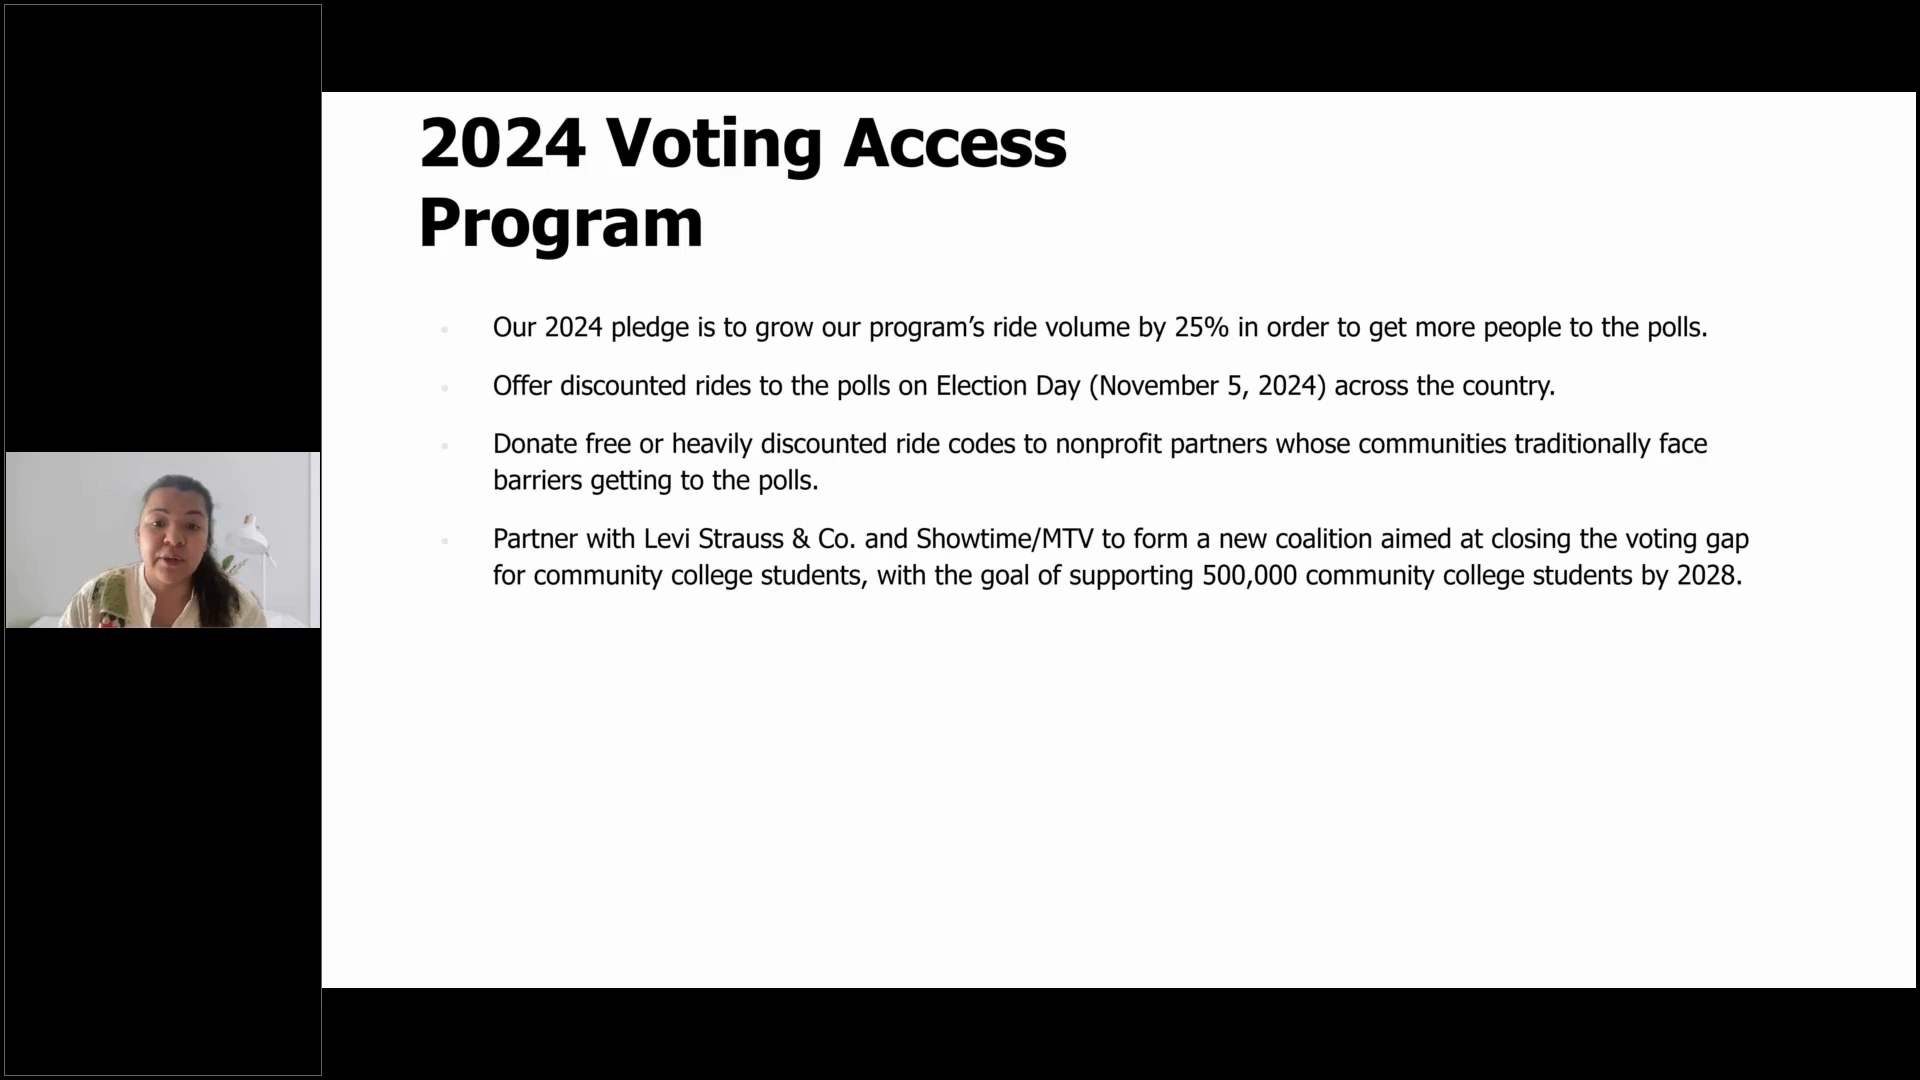 2024 Voting Access
Program
Our 2024 pledge is to grow our program’s ride volume by 25% in order to get more people to the polls.
Offer discounted rides to the polls on Election Day (November 5, 2024) across the country.
Donate free or heavily discounted ride codes to nonprofit partners whose communities traditionally face
barriers getting to the polls.
Partner with Levi Strauss & Co. and Showtime/MTV to form a new coalition aimed at closing the voting gap
for community college students, with the goal of supporting 500,000 community college students by 2028.